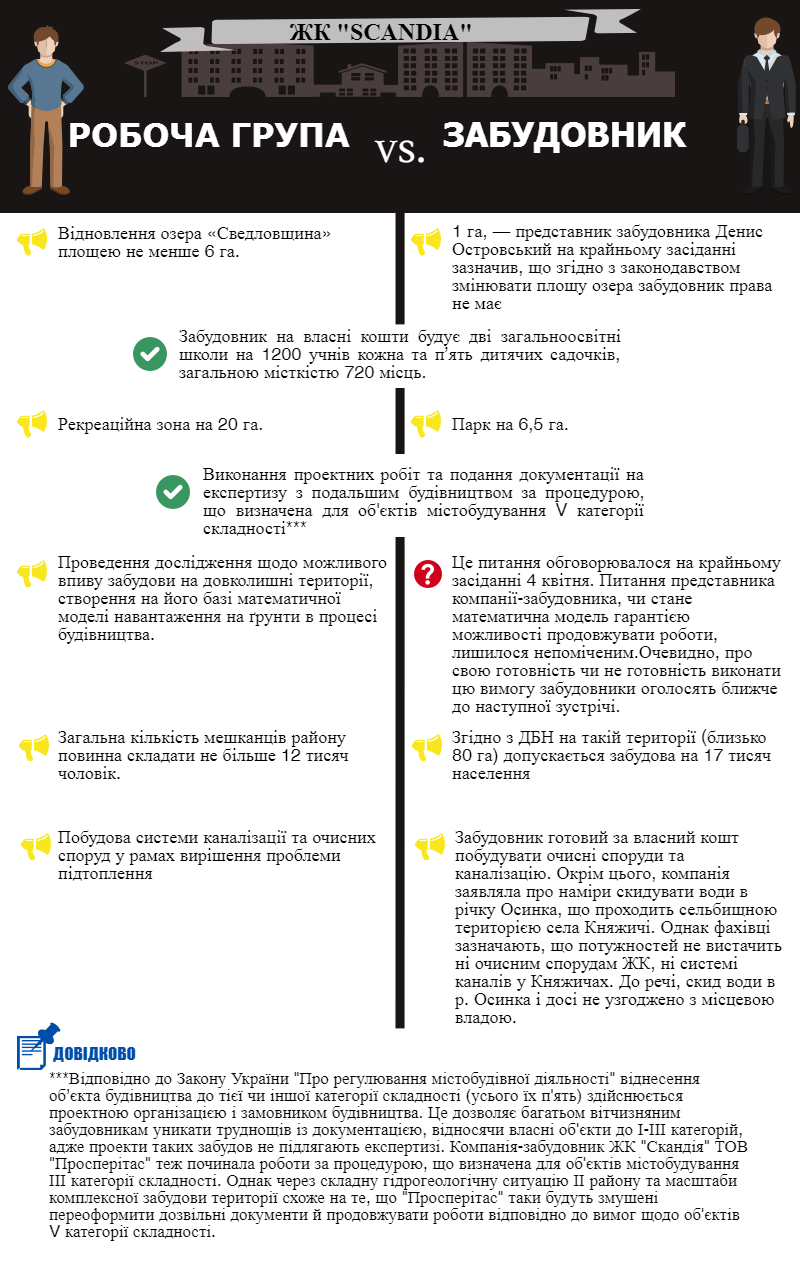 ЖК "SCANDIA"
STOP
РОБОЧА ГРУПА vs. ЗАБУДОВНИК
Відновлення озера «Сведловщина»
площею не менше 6 га.
1 га, — представник забудовника Денис
Островський на крайньому засіданні
зазначив, що згідно з законодавством
змінювати площу озера забудовник права
не має
Забудовник на власні кошти будує дві загальноосвітні
школи на 1200 учнів кожна та п'ять дитячих садочків,
загальною місткістю 720 місць.
Рекреаційна зона на 20 га.
Парк на 6,5 га.
Виконання проектних робіт та подання документації на
експертизу з подальшим будівництвом за процедурою,
що визначена для об'єктів містобудування V категорії
складності***
Проведення дослідження щодо можливого
впиву забудови на довколишні території,
створення на його базі математичної
моделі навантаження на ґрунти в процесі
будівництва.
Це питання обговорювалося на крайньому
засіданні 4 квітня. Питання представника
компанії-забудовника, чи стане
математична модель гарантією
можливості продовжувати роботи,
лишилося непоміченим.Очевидно, про
свою готовність чи не готовність виконати
цю вимогу забудовники оголосять ближче
до наступної зустрічі.
Загальна кількість мешканців району
повинна складати не більше 12 тисяч
чоловік.
Згідно з ДБН на такій території (близько
80 га) допускається забудова на 17 тисяч
населення
Побудова системи каналізації та очисних
споруд у рамах вирішення проблеми
підтоплення
Забудовник готовий за власний кошт
побудувати очисні споруди та
каналізацію. Окрім цього, компанія
заявляла про наміри скидувати води в
річку Осинка, що проходить сельбищною
територією села Княжичі. Однак фахівці
зазначають, що потужностей не вистачить
ні очисним спорудам ЖК, ні системі
каналів у Княжичах. До речі, скид води в
р. Осинка і досі не узгоджено з місцевою
владою.
ДОВІДКОВО
***Відповідно до Закону України "Про регулювання містобудівної діяльності" віднесення
об'єкта будівництва до тієї чи іншої категорії складності (усього їх п'ять) здійснюється
проектною організацією і замовником будівництва. Це дозволяє багатьом вітчизняним
забудовникам уникати труднощів із документацією, відносячи власні об'єкти до І-ІІІ категорій,
адже проекти таких забудов не підлягають експертизі. Компанія-забудовник ЖК "Скандія" ТОВ
"Просперітас" теж починала роботи за процедурою, що визначена для об'єктів містобудування
ІІІ категорії складності. Однак через складну гідрогеологічну ситуацію ІІ району та масштаби
комплексної забудови території схоже на те, що "Просперітас" таки будуть змушені
переоформити дозвільні документи й продовжувати роботи відповідно до вимог щодо об'єктів
V категорії складності.